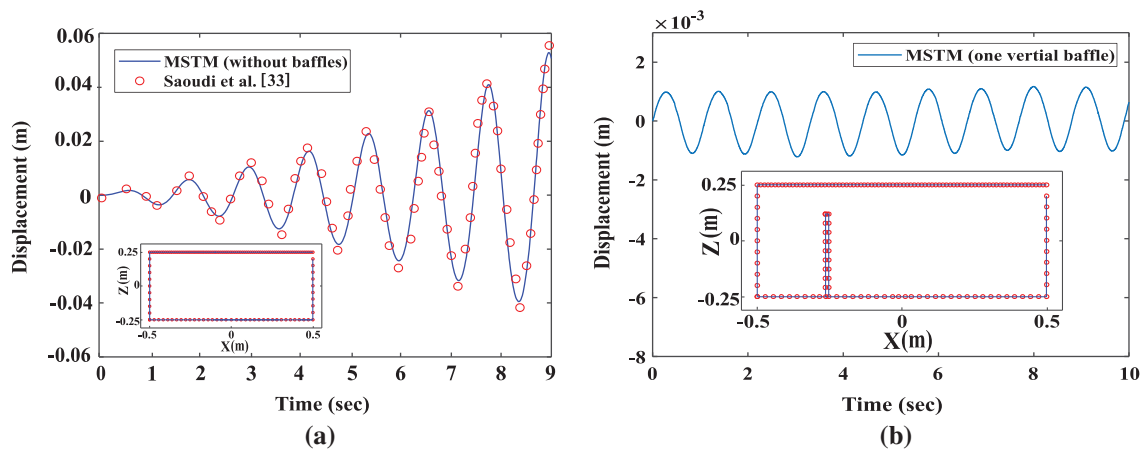 0.06
0.04
0.02
0
-0.02
-0.04
-0.06
Displacement (m)
MSTM (without baffles)
Saoudi et al. [33]
0.25
0
-0.25
Z(m)
-0.5
0
0.5
X(m)
0 1 2 3 4 5 6 7 8 9
Time (sec)
(a)
×10⁻³
2
0
-2
-4
-6
-8
Displacement (m)
MSTM (one vertial baffle)
0.25
0
-0.25
Z(m)
-0.5
0
0.5
X(m)
0 2 4 6 8 10
Time (sec)
(b)